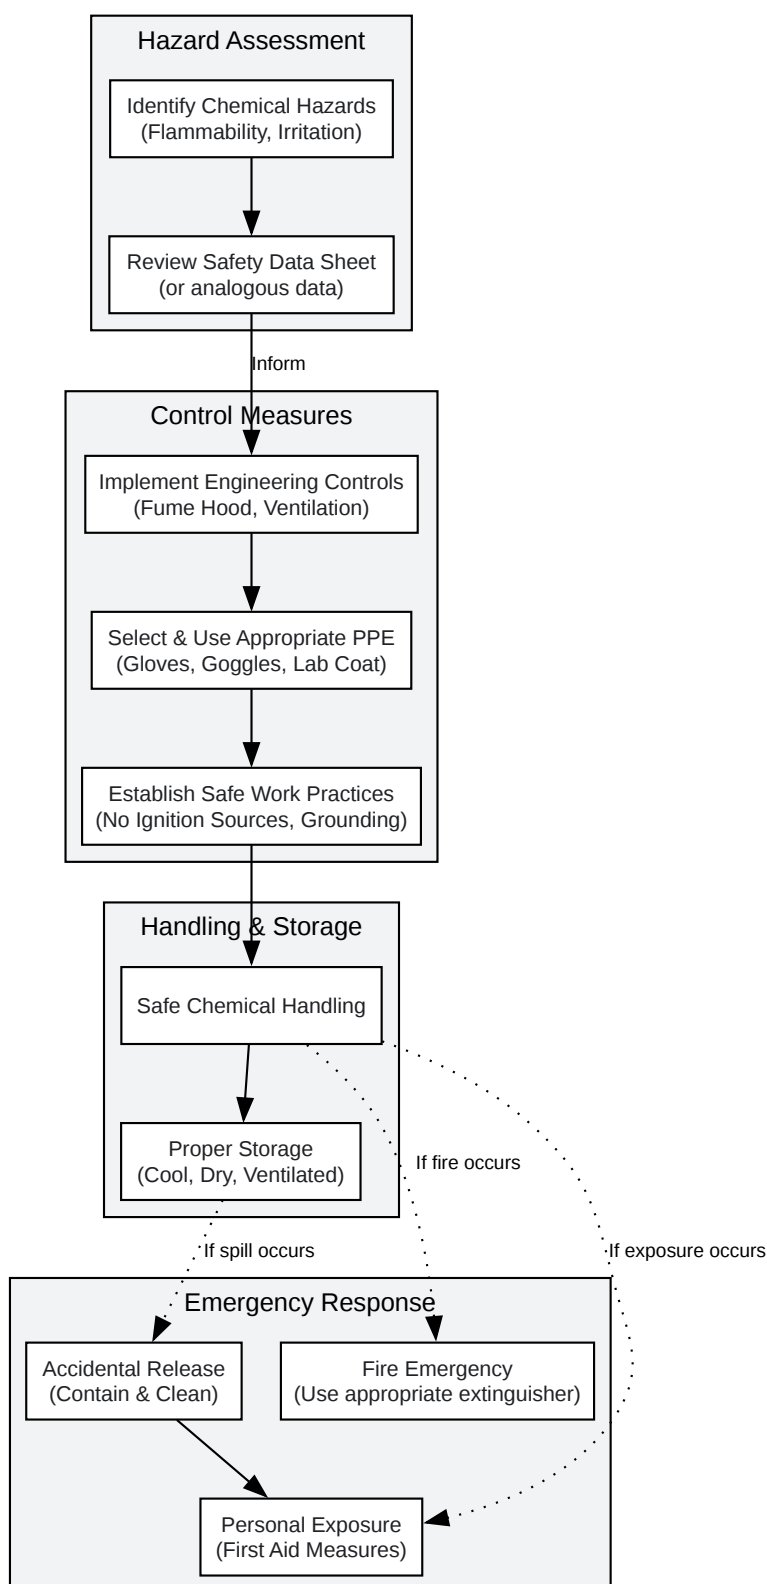 Hazard Assessment
Identify Chemical Hazards
(Flammability, Irritation)
Review Safety Data Sheet
(or analogous data)
Inform
Control Measures
Implement Engineering Controls
(Fume Hood, Ventilation)
Select & Use Appropriate PPE
(Gloves, Goggles, Lab Coat)
Establish Safe Work Practices
(No Ignition Sources, Grounding)
Handling & Storage
Safe Chemical Handling
Proper Storage
(Cool, Dry, Ventilated)
If fire occurs
If spill occurs
If exposure occurs
Emergency Response
Accidental Release
(Contain & Clean)
Fire Emergency
(Use appropriate extinguisher)
Personal Exposure
(First Aid Measures)